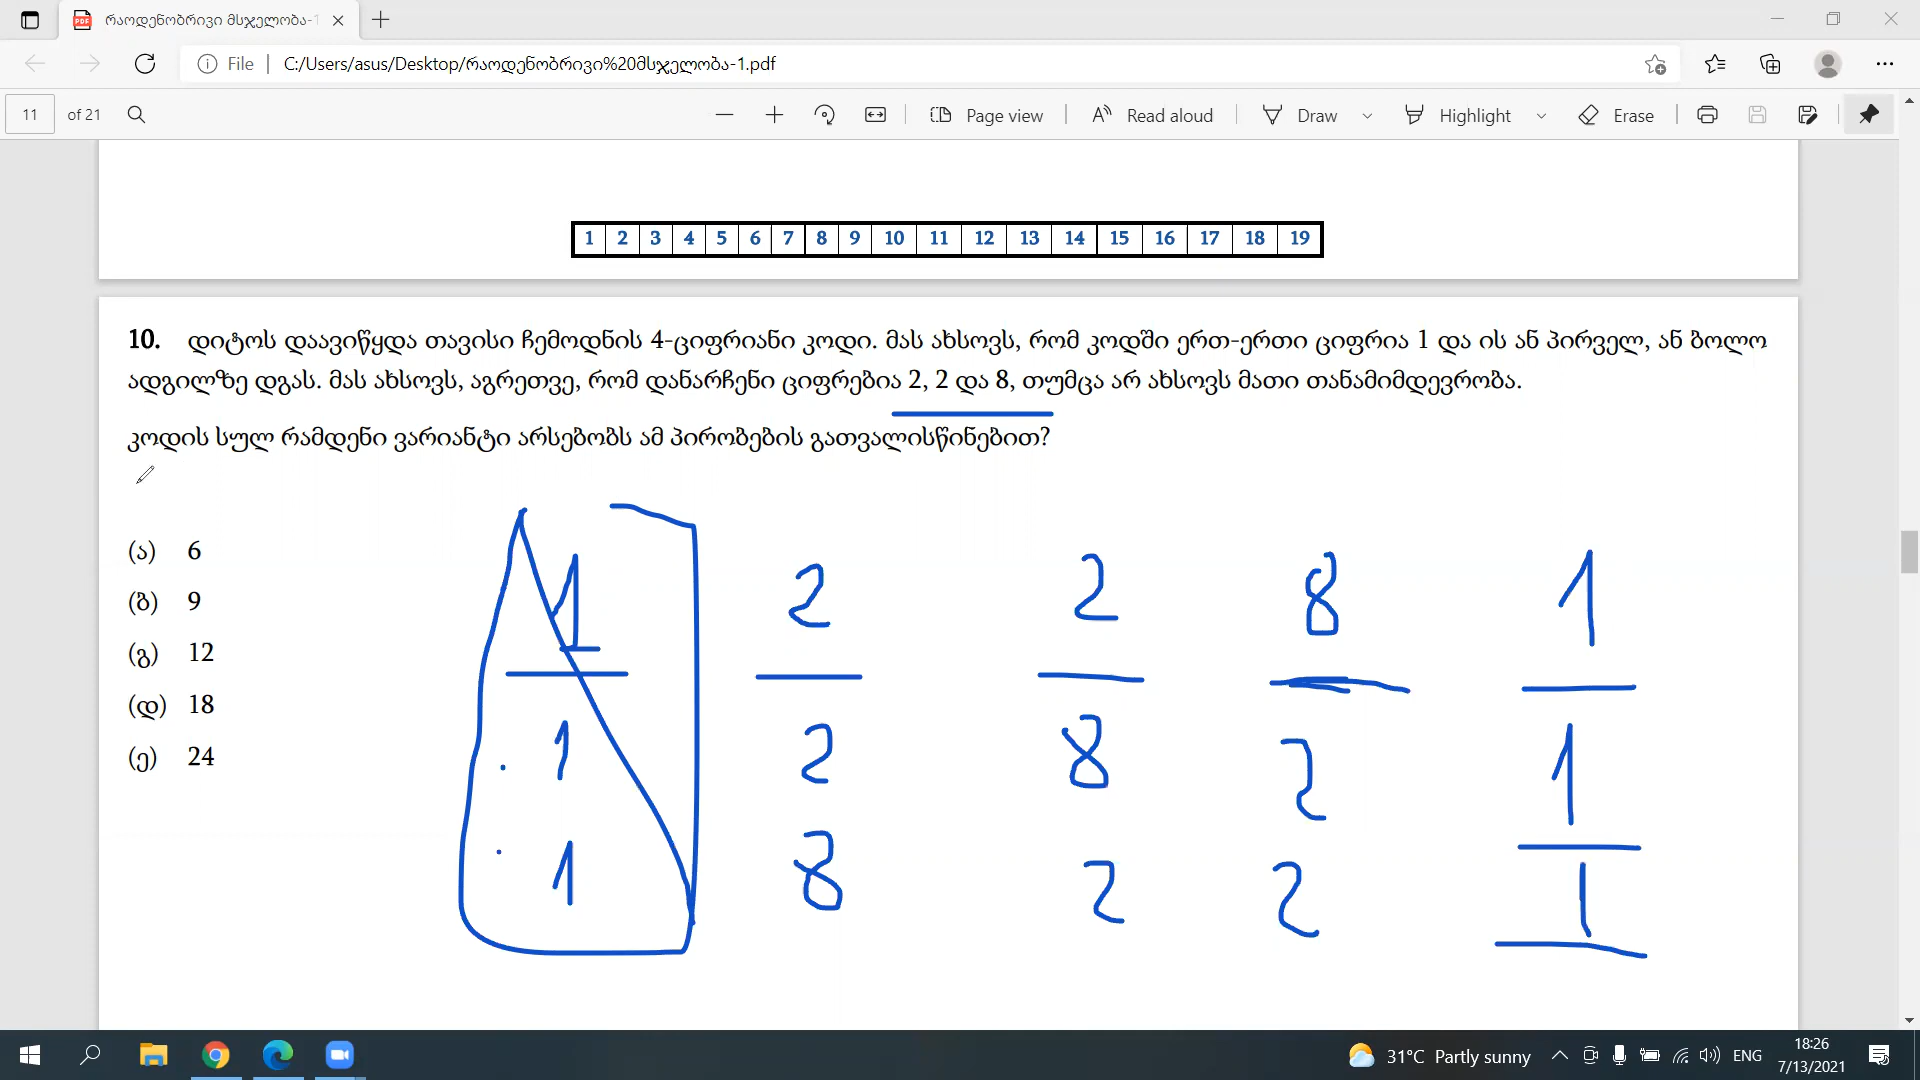 რაოდენობრივი მსჯელობა-1
File C:/Users/asus/Desktop/რაოდენობრივი%20მსჯელობა-1.pdf
11 of 21 Page view Read aloud Draw Highlight Erase
1 2 3 4 5 6 7 8 9 10 11 12 13 14 15 16 17 18 19
10. დიტოს დაავიწყდა თავისი ჩემოდნის 4-ციფრიანი კოდი. მას ახსოვს, რომ კოდში ერთ-ერთი ციფრია 1 და ის ან პირველ, ან ბოლო
ადგილზე დგას. მას ახსოვს, აგრეთვე, რომ დანარჩენი ციფრებია 2, 2 და 8, თუმცა არ ახსოვს მათი თანამიმდევრობა.
კოდის სულ რამდენი ვარიანტი არსებობს ამ პირობების გათვალისწინებით?
(ა) 6
(ბ) 9
(გ) 12
(დ) 18
(ე) 24
1 2 2 8 1
1 2 8 2 1
1 8 2 2 1
31°C Partly sunny ENG 18:26
7/13/2021